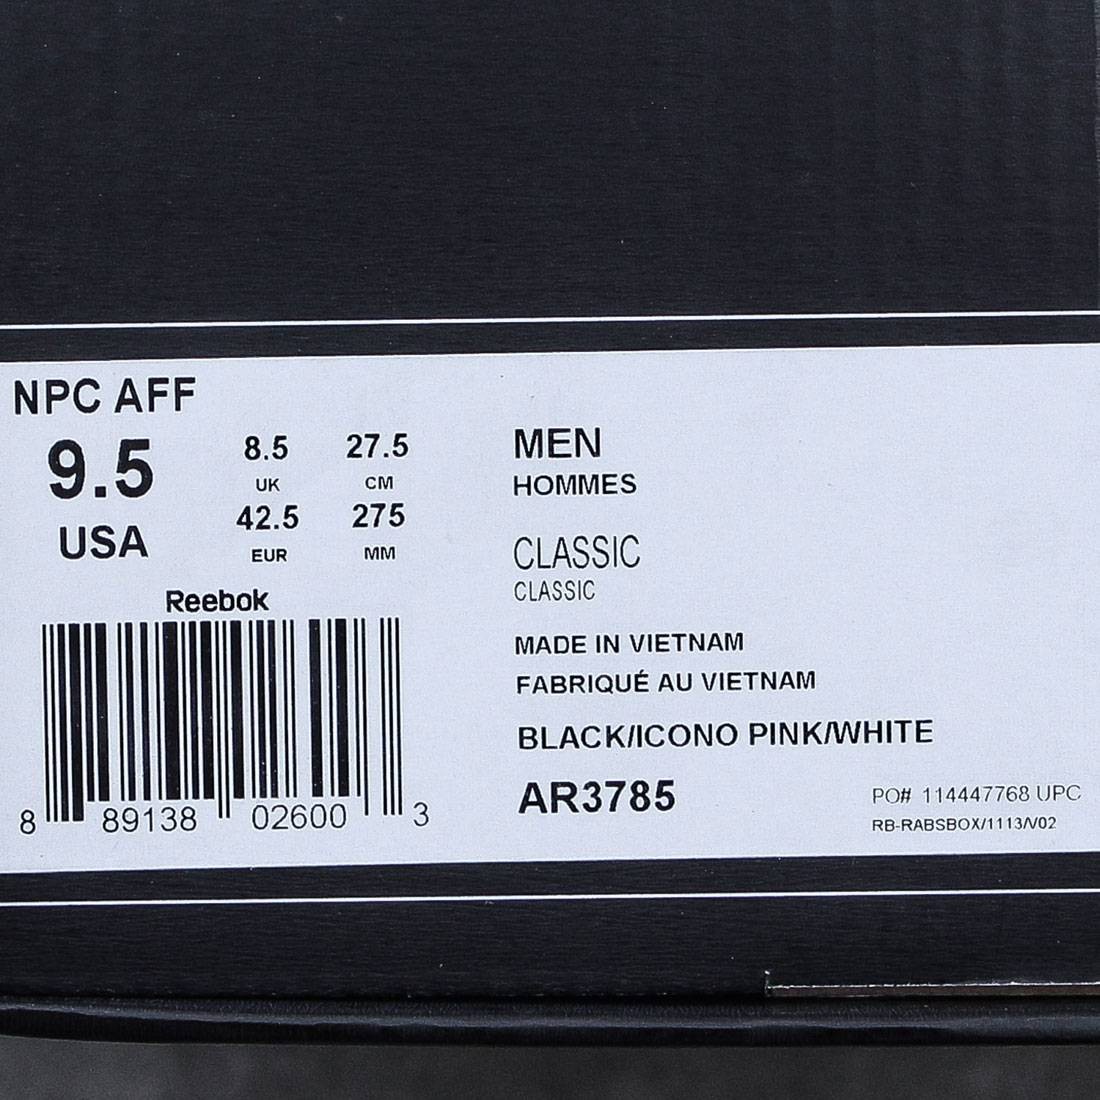 NPC AFF
9.5
USA
8.5
UK
27.5
CM
42.5
EUR
275
MM
Reebok
8 89138 02600 3
MEN
HOMMES
CLASSIC
CLASSIC
MADE IN VIETNAM
FABRIQUÉ AU VIETNAM
BLACK/ICONO PINK/WHITE
AR3785
PO# 114447768 UPC
RB-RABSBOX/1113/V02